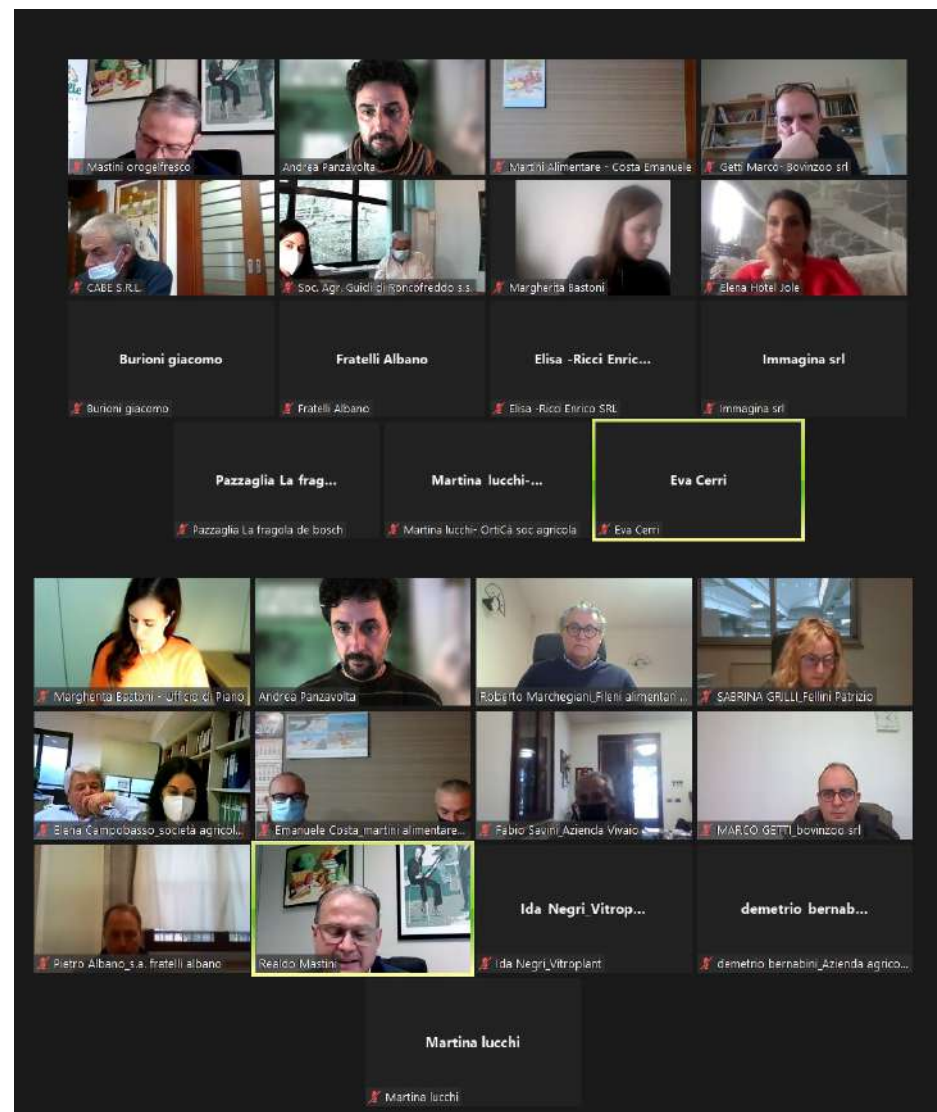 Mastini orogelfresco
Andrea Panzavolta
Martini Alimentare - Costa Emanuele
Getti Marco- Bovinzoo srl
CABE S.R.L.
Soc. Agr. Guidi di Roncofreddo s.s.
Margherita Bastoni
Elena Hotel Jole
Burioni giacomo
Fratelli Albano
Elisa -Ricci Enric...
Immagina srl
Burioni giacomo
Fratelli Albano
Elisa -Ricci Enrico SRL
Immagina srl
Pazzaglia La frag...
Martina lucchi-...
Eva Cerri
Pazzaglia La fragola de bosch
Martina lucchi- OrtiCà soc agricola
Eva Cerri
Margherita Bastoni - Ufficio di Piano
Andrea Panzavolta
Roberto Marchegiani_Fileni alimentari ...
SABRINA GRILLI_Fellini Patrizio
Elena Campobasso_società agricol...
Emanuele Costa_martini alimentare...
Fabio Savini_Azienda Vivaio
MARCO GETTI_bovinzoo srl
Pietro Albano_s.a. fratelli albano
Realdo Mastini
Ida Negri_Vitrop...
demetrio bernab...
Ida Negri_Vitroplant
demetrio bernabini_Azienda agrico...
Martina lucchi
Martina lucchi